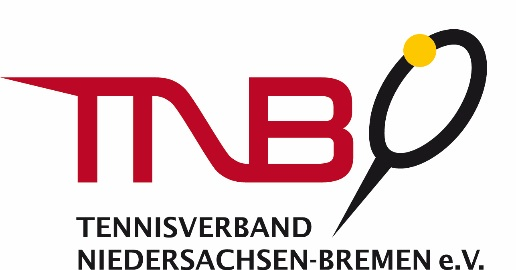 TNB
TENNISVERBAND
NIEDERSACHSEN-BREMEN e.V.